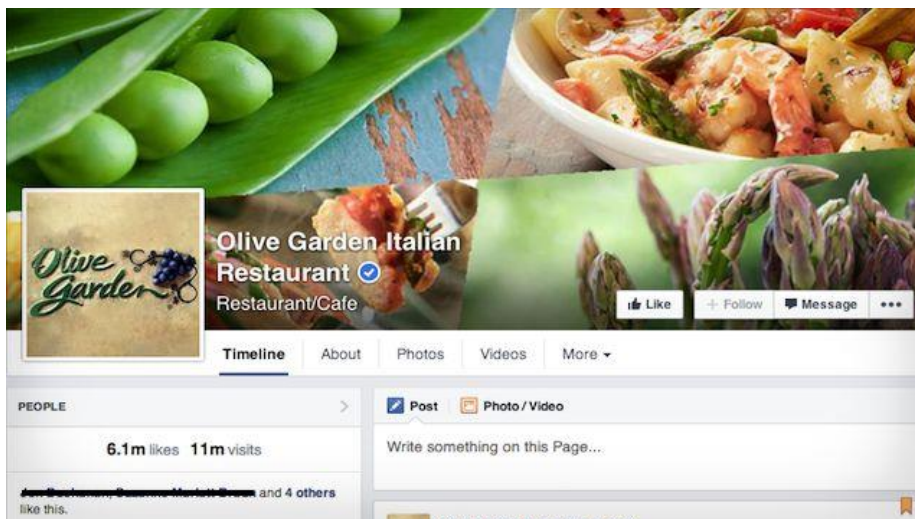 Olive
Garden
Olive Garden Italian
Restaurant
Restaurant/Cafe
Like
+ Follow
Message
Timeline
About
Photos
Videos
More
PEOPLE
6.1m likes 11m visits
and 4 others
like this.
Post
Photo / Video
Write something on this Page...